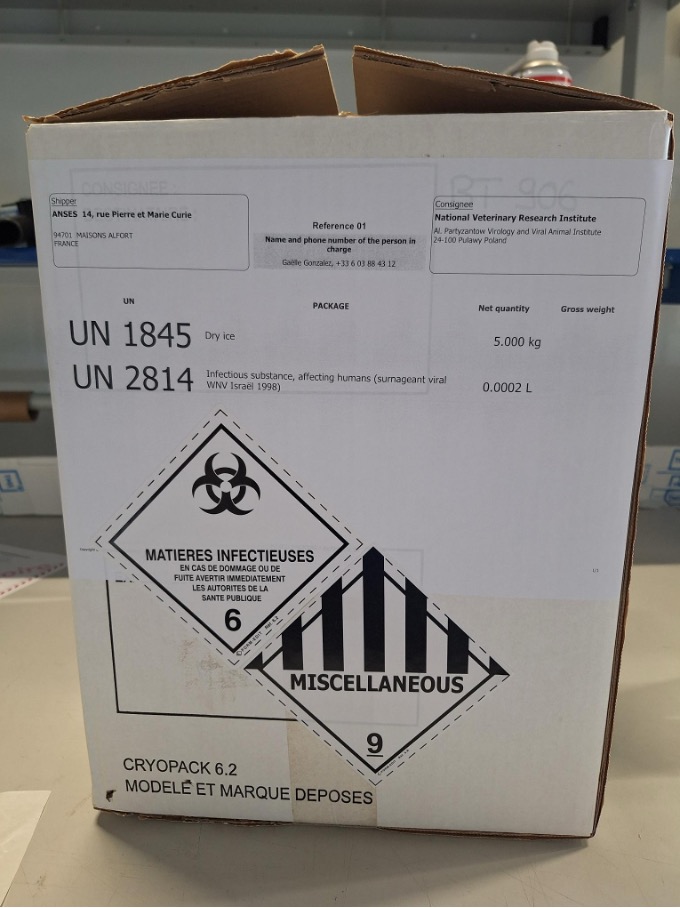 CONSIGNEE :
BT 906
Shipper
ANSES 14, rue Pierre et Marie Curie
94701 MAISONS ALFORT
FRANCE
Reference 01
Name and phone number of the person in
charge
Gaëlle Gonzalez, +33 6 03 88 43 12
Consignee
National Veterinary Research Institute
Al. Partyzantow Virology and Viral Animal Institute
24-100 Pulawy Poland
UN
PACKAGE
Net quantity
Gross weight
UN 1845
Dry ice
5.000 kg
UN 2814
Infectious substance, affecting humans (surnageant viral
WNV Israël 1998)
0.0002 L
MATIERES INFECTIEUSES
EN CAS DE DOMMAGE OU DE
FUITE AVERTIR IMMEDIATEMENT
LES AUTORITES DE LA
SANTE PUBLIQUE
6
1/1
MISCELLANEOUS
9
CRYOPACK 6.2
MODELE ET MARQUE DEPOSES